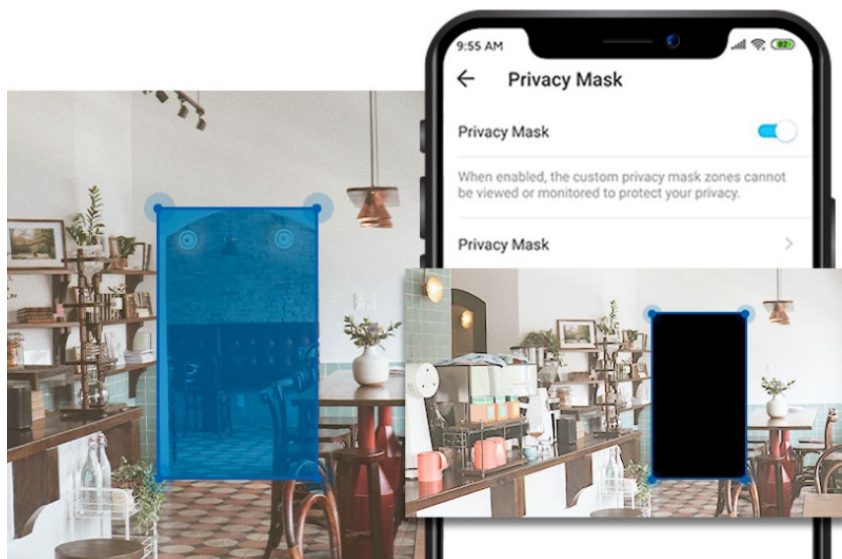 9:55 AM
82
Privacy Mask
Privacy Mask
When enabled, the custom privacy mask zones cannot
be viewed or monitored to protect your privacy.
Privacy Mask